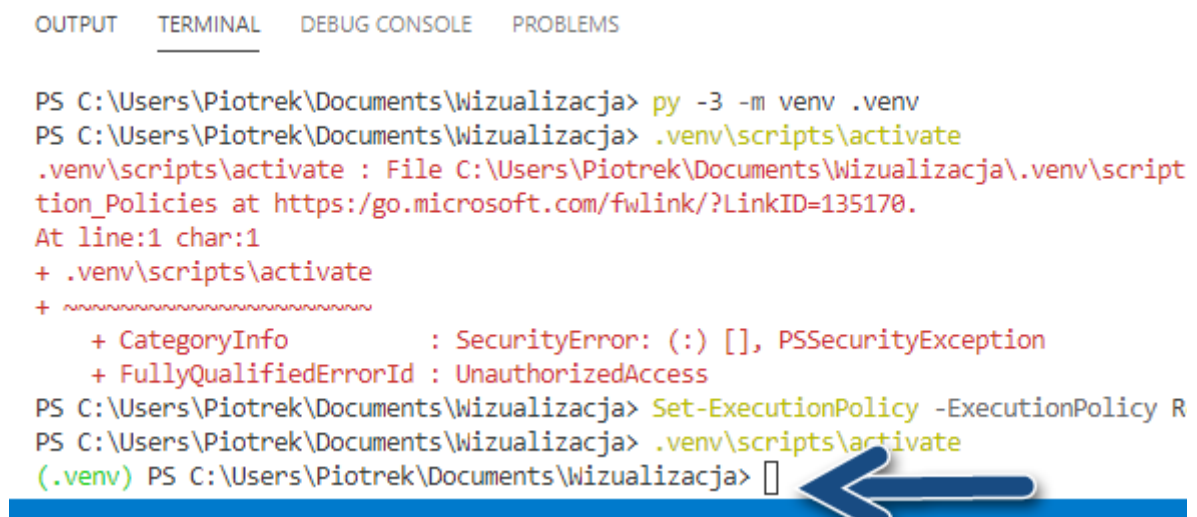 OUTPUT TERMINAL DEBUG CONSOLE PROBLEMS
PS C:\Users\Piotrek\Documents\Wizualizacja> py -3 -m venv .venv
PS C:\Users\Piotrek\Documents\Wizualizacja> .venv\scripts\activate
.venv\scripts\activate : File C:\Users\Piotrek\Documents\Wizualizacja\.venv\script
tion_Policies at https:/go.microsoft.com/fwlink/?LinkID=135170.
At line:1 char:1
+ .venv\scripts\activate
+ ~~~~~~~~~~~~~~~~~~~~~~
+ CategoryInfo : SecurityError: (:) [], PSSecurityException
+ FullyQualifiedErrorId : UnauthorizedAccess
PS C:\Users\Piotrek\Documents\Wizualizacja> Set-ExecutionPolicy -ExecutionPolicy R
PS C:\Users\Piotrek\Documents\Wizualizacja> .venv\scripts\activate
(.venv) PS C:\Users\Piotrek\Documents\Wizualizacja>